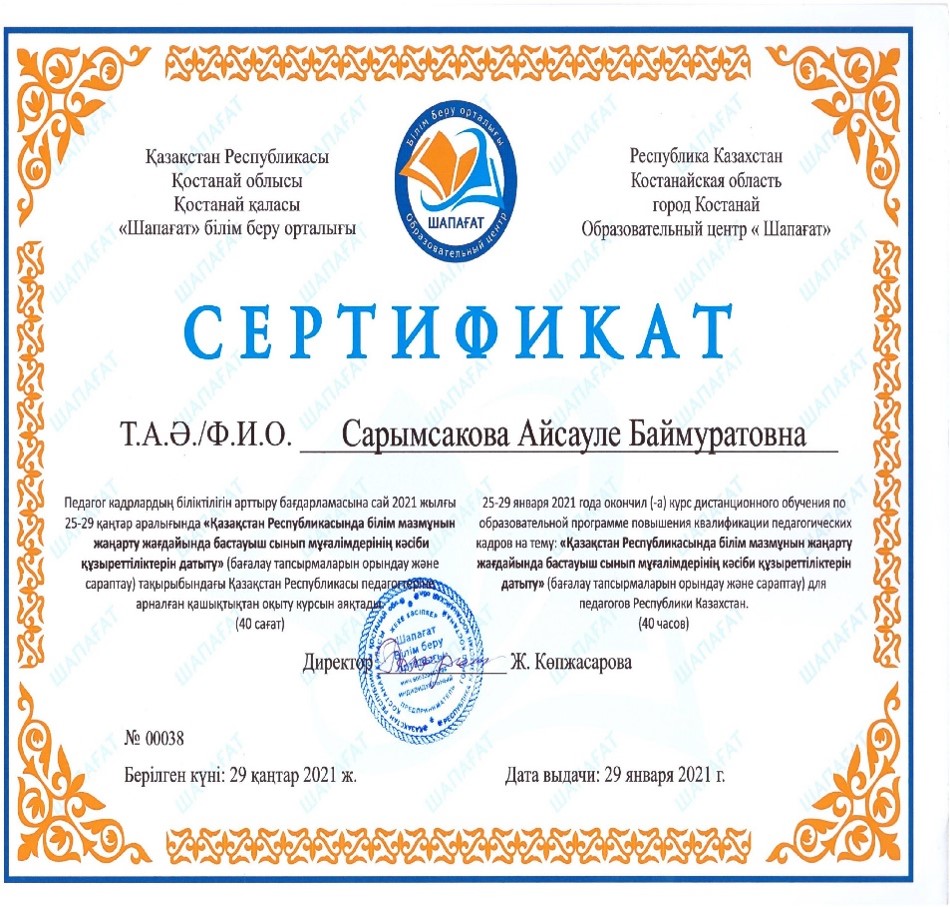 Қазақстан Республикасы
Қостанай облысы
Қостанай қаласы
«Шапағат» білім беру орталығы
Білім беру орталығы
ШАПАҒАТ
Образовательный центр
Республика Казахстан
Костанайская область
город Костанай
Образовательный центр « Шапағат»
СЕРТИФИКАТ
Т.А.Ә./Ф.И.О. Сарымсакова Айсауле Баймуратовна
Педагог кадрлардың біліктілігін арттыру бағдарламасына сай 2021 жылғы
25-29 қаңтар аралығында «Қазақстан Республикасында білім мазмұнын
жаңарту жағдайында бастауыш сынып мұғалімдерінің кәсіби
құзыреттіліктерін датыту» (бағалау тапсырмаларын орындау және
сараптау) тақырыбындағы Қазақстан Республикасы педагогтеріне
арналған қашықтықтан оқыту курсын аяқтады.
(40 сағат)
25-29 января 2021 года окончил (-а) курс дистанционного обучения по
образовательной программе повышения квалификации педагогических
кадров на тему: «Қазақстан Республикасында білім мазмұнын жаңарту
жағдайында бастауыш сынып мұғалімдерінің кәсіби құзыреттіліктерін
датыту» (бағалау тапсырмаларын орындау және сараптау) для
педагогов Республики Казахстан.
(40 часов)
Директор Ж. Көпжасарова
Шапағат
Білім беру
орталығы
индивидуальный
предприниматель
№ 00038
Берілген күні: 29 қаңтар 2021 ж.
Дата выдачи: 29 января 2021 г.